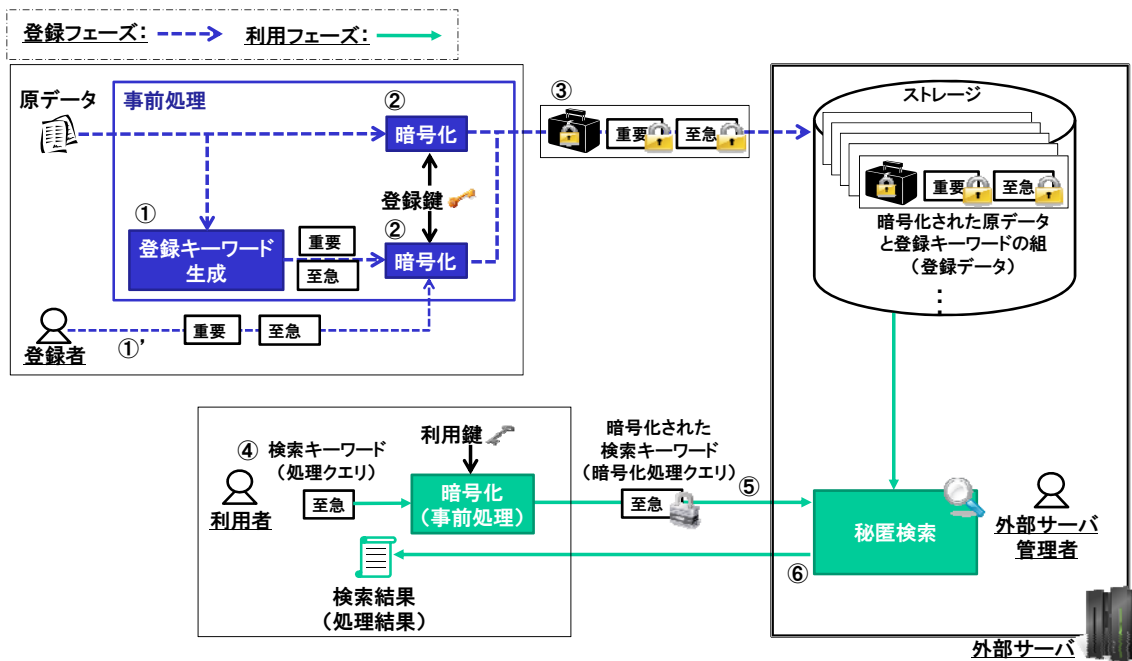 登録フェーズ：
利用フェーズ：
原データ
事前処理
②
暗号化
登録鍵
①
登録キーワード
生成
重要
至急
②
暗号化
登録者
①’
重要
至急
③
重要
至急
ストレージ
重要
至急
暗号化された原データ
と登録キーワードの組
（登録データ）
：
④
検索キーワード
（処理クエリ）
利用者
至急
利用鍵
暗号化
（事前処理）
暗号化された
検索キーワード
（暗号化処理クエリ）
至急
⑤
秘匿検索
外部サーバ
管理者
⑥
検索結果
（処理結果）
外部サーバ